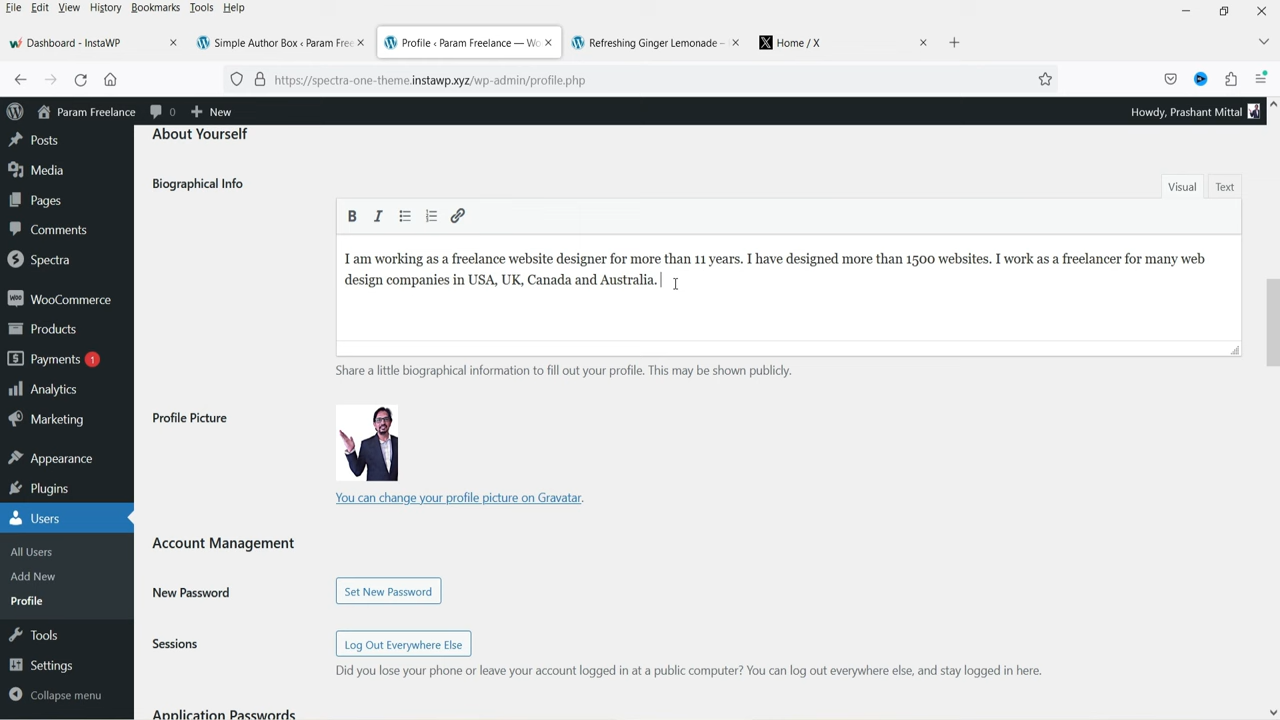 File Edit View History Bookmarks Tools Help
Dashboard - InstaWP
Simple Author Box ‹ Param Free
Profile ‹ Param Freelance — Wo
Refreshing Ginger Lemonade –
Home / X
https://spectra-one-theme.instawp.xyz/wp-admin/profile.php
Param Freelance 0 New Howdy, Prashant Mittal
Posts
Media
Pages
Comments
Spectra
WooCommerce
Products
Payments 1
Analytics
Marketing
Appearance
Plugins
Users
All Users
Add New
Profile
Tools
Settings
Collapse menu
About Yourself
Biographical Info
Visual Text
B I
I am working as a freelance website designer for more than 11 years. I have designed more than 1500 websites. I work as a freelancer for many web
design companies in USA, UK, Canada and Australia.
Share a little biographical information to fill out your profile. This may be shown publicly.
Profile Picture
You can change your profile picture on Gravatar.
Account Management
New Password Set New Password
Sessions Log Out Everywhere Else
Did you lose your phone or leave your account logged in at a public computer? You can log out everywhere else, and stay logged in here.
Application Passwords